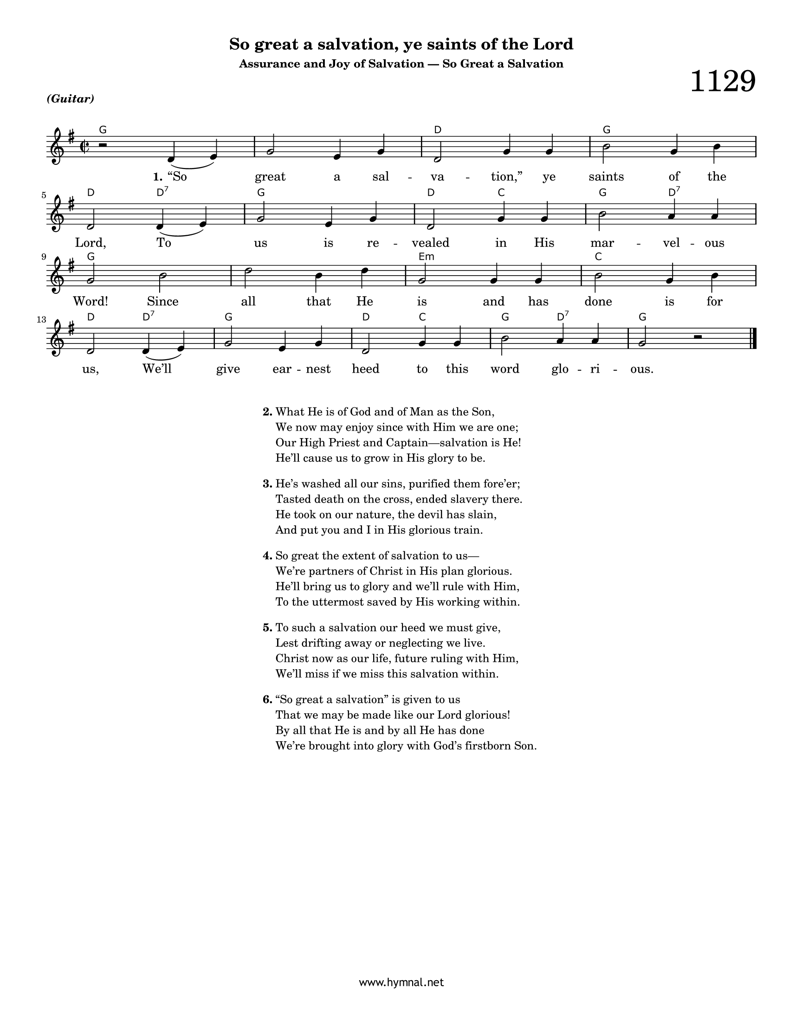 So great a salvation, ye saints of the Lord
Assurance and Joy of Salvation — So Great a Salvation
1129
(Guitar)
G D G
1. “So great a sal - va - tion,” ye saints of the
5 D D7 G D C G D7
Lord, To us is re - vealed in His mar - vel - ous
9 G Em C
Word! Since all that He is and has done is for
13 D D7 G D C G D7 G
us, We’ll give ear - nest heed to this word glo - ri - ous.
2. What He is of God and of Man as the Son,
We now may enjoy since with Him we are one;
Our High Priest and Captain—salvation is He!
He’ll cause us to grow in His glory to be.
3. He’s washed all our sins, purified them fore’er;
Tasted death on the cross, ended slavery there.
He took on our nature, the devil has slain,
And put you and I in His glorious train.
4. So great the extent of salvation to us—
We’re partners of Christ in His plan glorious.
He’ll bring us to glory and we’ll rule with Him,
To the uttermost saved by His working within.
5. To such a salvation our heed we must give,
Lest drifting away or neglecting we live.
Christ now as our life, future ruling with Him,
We’ll miss if we miss this salvation within.
6. “So great a salvation” is given to us
That we may be made like our Lord glorious!
By all that He is and by all He has done
We’re brought into glory with God’s firstborn Son.
www.hymnal.net